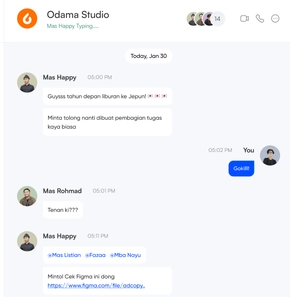 Odama Studio
Mas Happy Typing....
14
Today, Jan 30
Mas Happy 05:00 PM
Guysss tahun depan liburan ke Jepun!
Minta tolong nanti dibuat pembagian tugas
kaya biasa
05:02 PM You
Gokilll!
Mas Rohmad 05:01 PM
Tenan ki???
Mas Happy 05:11 PM
@Mas Listian @Fazaa @Mba Nayu
Mintol Cek Figma ini dong
https://www.figma.com/file/adcopy..